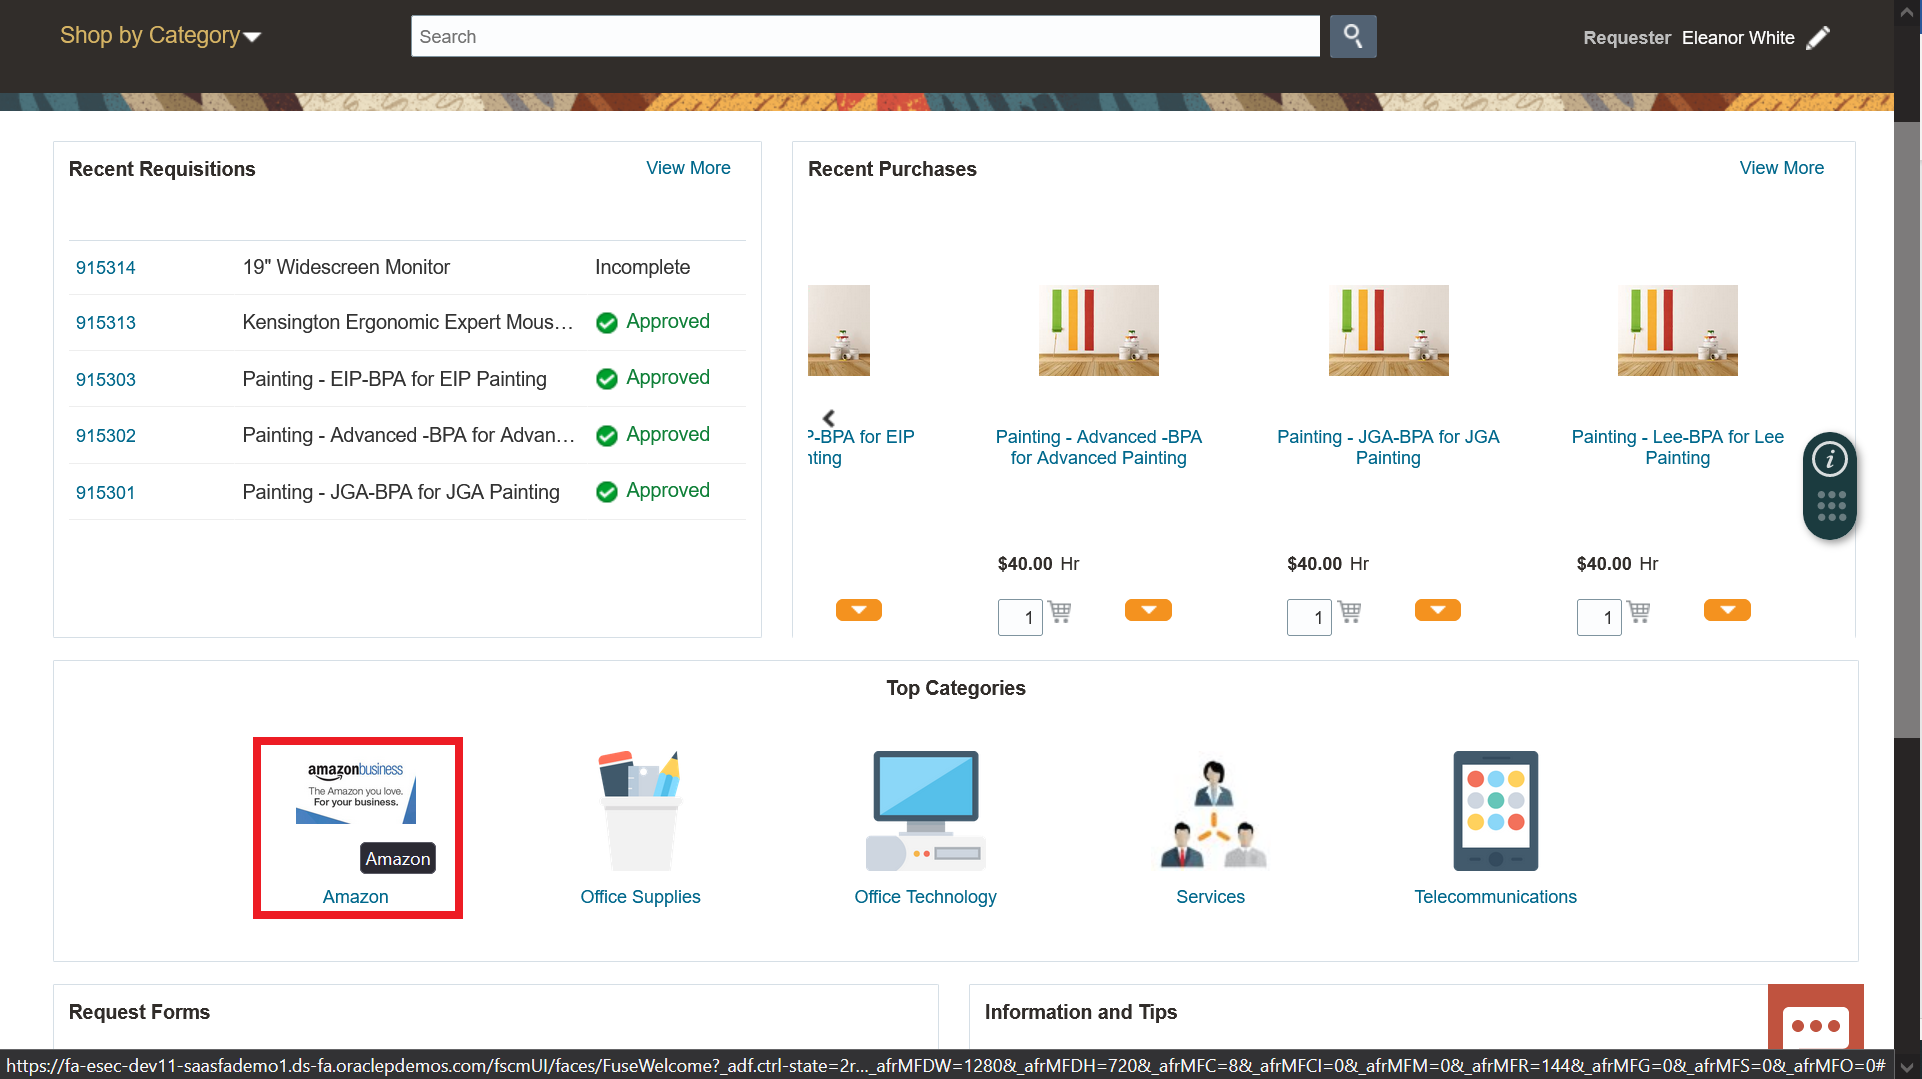 Shop by Category
Search
Requester Eleanor White
Recent Requisitions
View More
915314 19" Widescreen Monitor Incomplete
915313 Kensington Ergonomic Expert Mous... Approved
915303 Painting - EIP-BPA for EIP Painting Approved
915302 Painting - Advanced -BPA for Advan... Approved
915301 Painting - JGA-BPA for JGA Painting Approved
Recent Purchases
View More
P-BPA for EIP
nting
Painting - Advanced -BPA
for Advanced Painting
$40.00 Hr
1
Painting - JGA-BPA for JGA
Painting
$40.00 Hr
1
Painting - Lee-BPA for Lee
Painting
$40.00 Hr
1
i
Top Categories
amazonbusiness
The Amazon you love.
For your business.
Amazon
Amazon
Office Supplies
Office Technology
Services
Telecommunications
Request Forms
Information and Tips
https://fa-esec-dev11-saasfademo1.ds-fa.oraclepdemos.com/fscmUI/faces/FuseWelcome?_adf.ctrl-state=2r..._afrMFDW=1280&_afrMFDH=720&_afrMFC=8&_afrMFCI=0&_afrMFM=0&_afrMFR=144&_afrMFG=0&_afrMFS=0&_afrMFO=0#